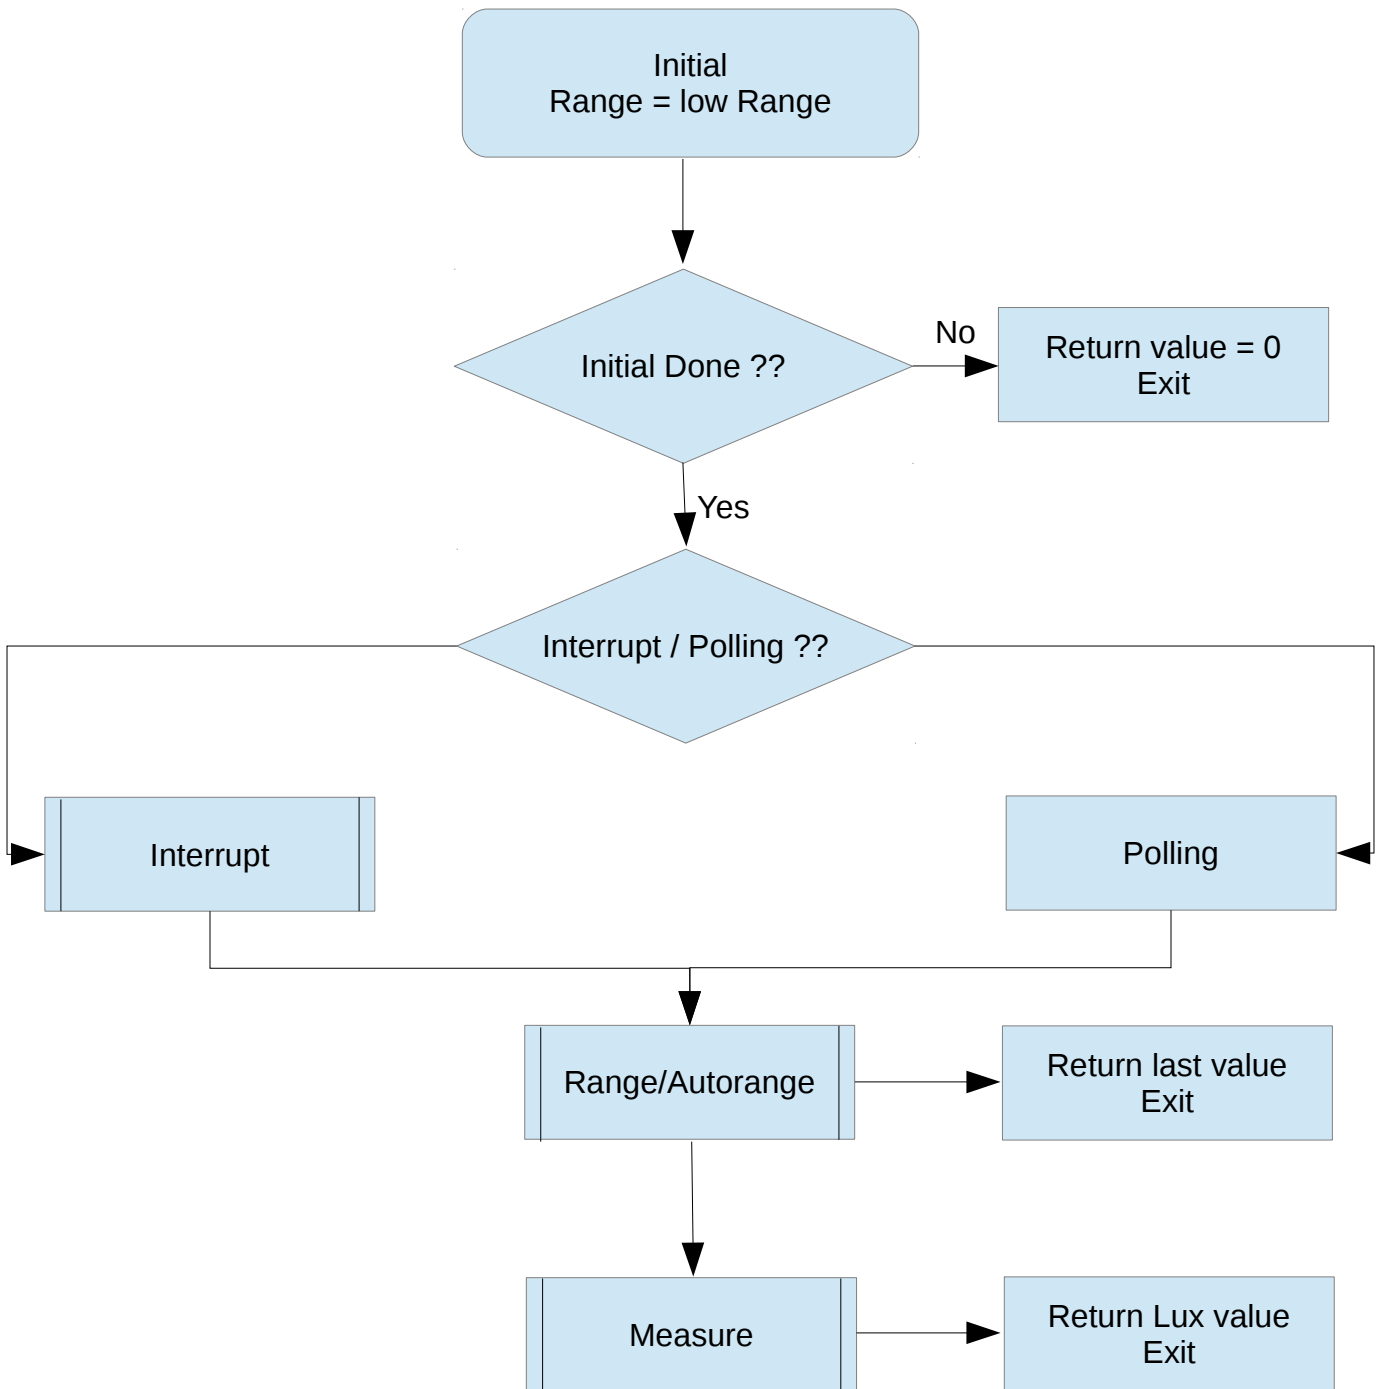 Initial
Range = low Range
Initial Done ??
No
Return value = 0
Exit
Yes
Interrupt / Polling ??
Interrupt
Polling
Range/Autorange
Return last value
Exit
Measure
Return Lux value
Exit